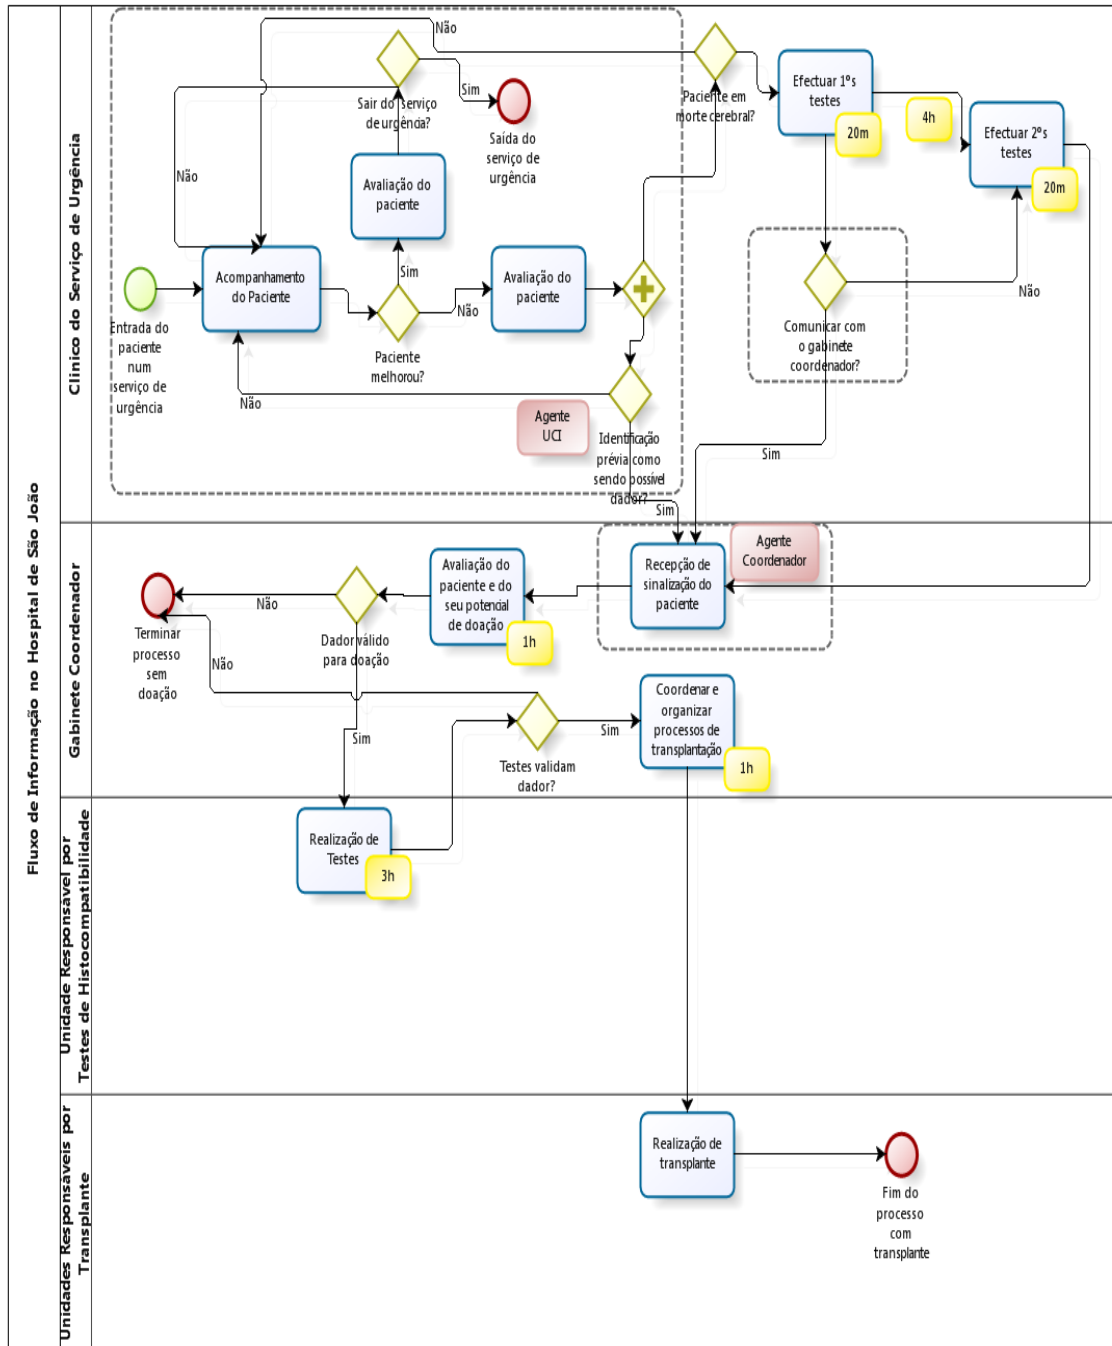 Fluxo de Informação no Hospital de São João
Clinico do Serviço de Urgência
Não
Sair do serviço
de urgência?
Sim
Saída do
serviço de
urgência
Paciente em
morte cerebral?
Efectuar 1ºs
testes
20m
4h
Efectuar 2ºs
testes
20m
Não
Avaliação do
paciente
Entrada do
paciente
num
serviço de
urgência
Acompanhamento
do Paciente
Sim
Não
Paciente
melhorou?
Avaliação do
paciente
Não
Comunicar com
o gabinete
coordenador?
Não
Agente
UCI
Identificação
prévia como
sendo possível
dador?
Sim
Sim
Gabinete Coordenador
Agente
Coordenador
Recepção de
sinalização do
paciente
Avaliação do
paciente e do
seu potencial
de doação
1h
Não
Dador válido
para doação
Terminar
processo
sem
doação
Não
Sim
Testes validam
dador?
Sim
Coordenar e
organizar
processos de
transplantação
1h
Unidade Responsável por
Testes de Histocompatibilidade
Realização de
Testes
3h
Unidades Responsáveis por
Transplante
Realização de
transplante
Fim do
processo
com
transplante